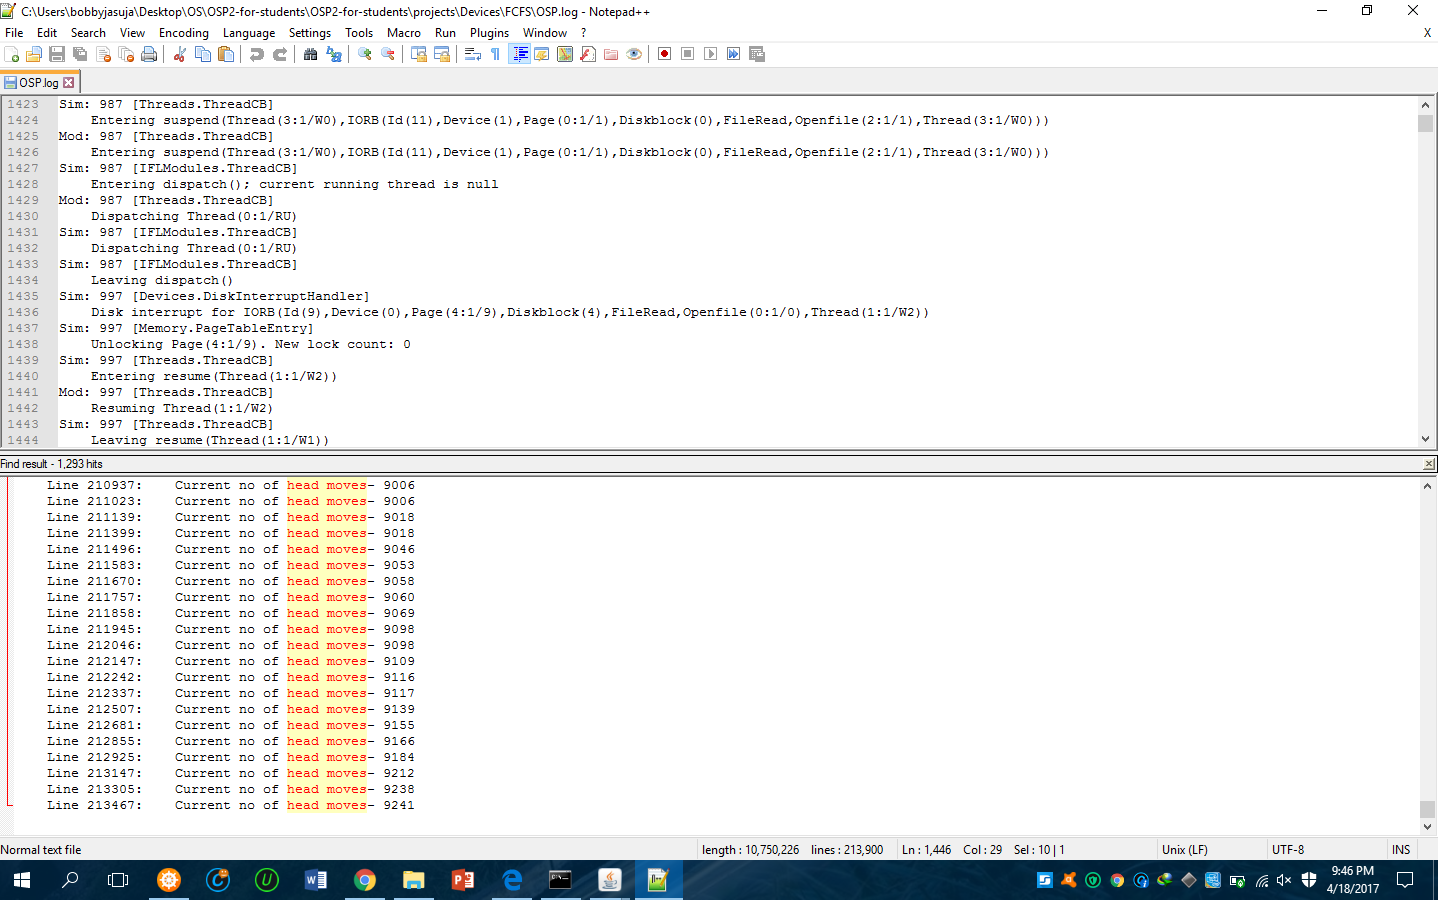 C:\Users\bobbyjasuja\Desktop\OS\OSP2-for-students\OSP2-for-students\projects\Devices\FCFS\OSP.log - Notepad++
File Edit Search View Encoding Language Settings Tools Macro Run Plugins Window ? X
OSP.log
1423 Sim: 987 [Threads.ThreadCB]
1424 Entering suspend(Thread(3:1/W0),IORB(Id(11),Device(1),Page(0:1/1),Diskblock(0),FileRead,Openfile(2:1/1),Thread(3:1/W0)))
1425 Mod: 987 [Threads.ThreadCB]
1426 Entering suspend(Thread(3:1/W0),IORB(Id(11),Device(1),Page(0:1/1),Diskblock(0),FileRead,Openfile(2:1/1),Thread(3:1/W0)))
1427 Sim: 987 [IFLModules.ThreadCB]
1428 Entering dispatch(); current running thread is null
1429 Mod: 987 [Threads.ThreadCB]
1430 Dispatching Thread(0:1/RU)
1431 Sim: 987 [IFLModules.ThreadCB]
1432 Dispatching Thread(0:1/RU)
1433 Sim: 987 [IFLModules.ThreadCB]
1434 Leaving dispatch()
1435 Sim: 997 [Devices.DiskInterruptHandler]
1436 Disk interrupt for IORB(Id(9),Device(0),Page(4:1/9),Diskblock(4),FileRead,Openfile(0:1/0),Thread(1:1/W2))
1437 Sim: 997 [Memory.PageTableEntry]
1438 Unlocking Page(4:1/9). New lock count: 0
1439 Sim: 997 [Threads.ThreadCB]
1440 Entering resume(Thread(1:1/W2))
1441 Mod: 997 [Threads.ThreadCB]
1442 Resuming Thread(1:1/W2)
1443 Sim: 997 [Threads.ThreadCB]
1444 Leaving resume(Thread(1:1/W1))
Find result - 1,293 hits
Line 210937: Current no of head moves- 9006
Line 211023: Current no of head moves- 9006
Line 211139: Current no of head moves- 9018
Line 211399: Current no of head moves- 9018
Line 211496: Current no of head moves- 9046
Line 211583: Current no of head moves- 9053
Line 211670: Current no of head moves- 9058
Line 211757: Current no of head moves- 9060
Line 211858: Current no of head moves- 9069
Line 211945: Current no of head moves- 9098
Line 212046: Current no of head moves- 9098
Line 212147: Current no of head moves- 9109
Line 212242: Current no of head moves- 9116
Line 212337: Current no of head moves- 9117
Line 212507: Current no of head moves- 9139
Line 212681: Current no of head moves- 9155
Line 212855: Current no of head moves- 9166
Line 212925: Current no of head moves- 9184
Line 213147: Current no of head moves- 9212
Line 213305: Current no of head moves- 9238
Line 213467: Current no of head moves- 9241
Normal text file length : 10,750,226 lines : 213,900 Ln : 1,446 Col : 29 Sel : 10 | 1 Unix (LF) UTF-8 INS
9:46 PM
4/18/2017